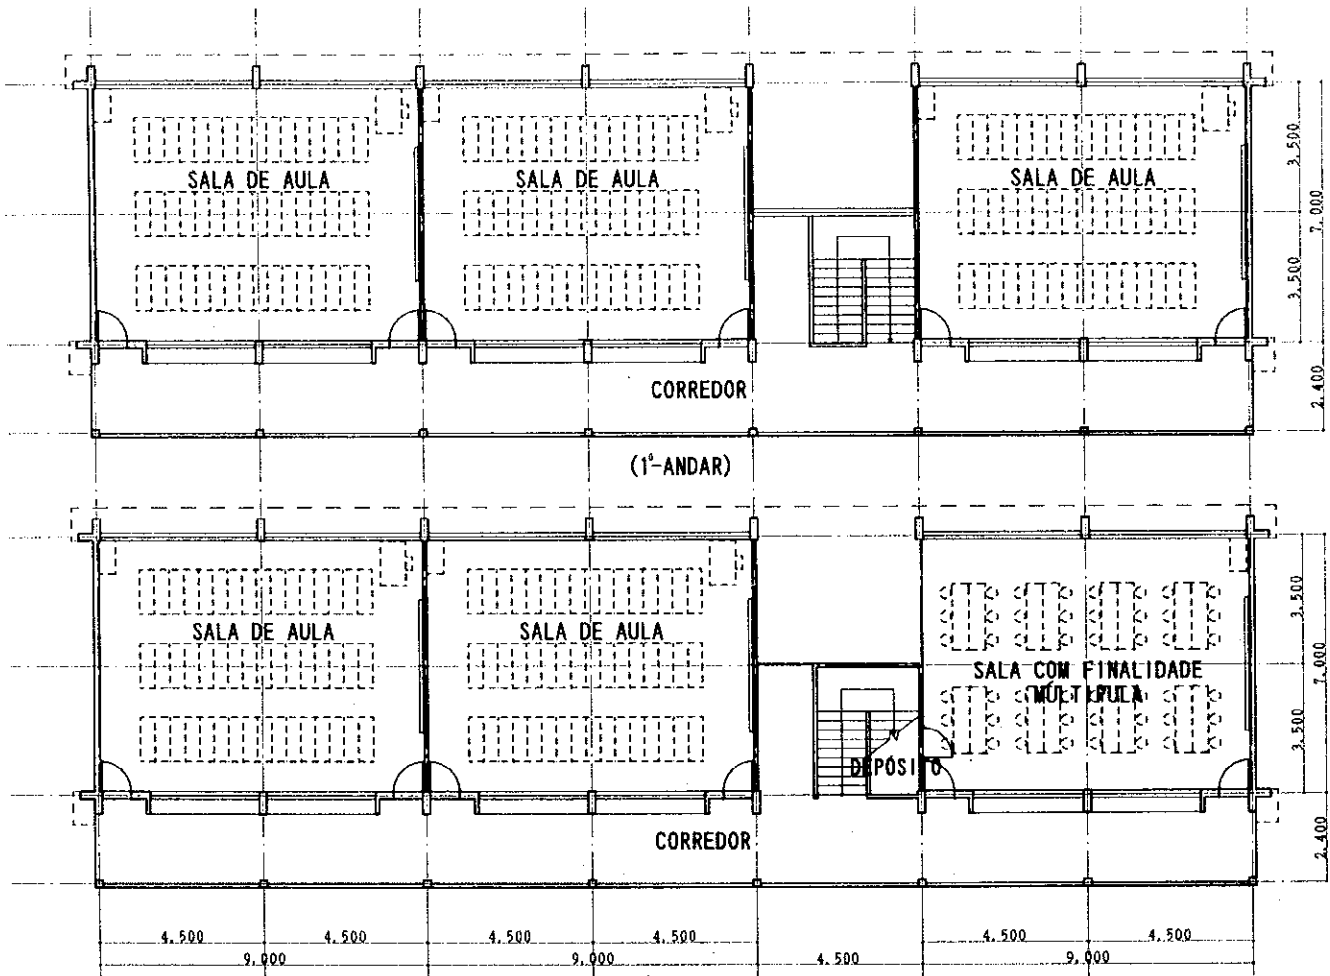 SALA DE AULA
SALA DE AULA
SALA DE AULA
3.500
7.000
3.500
CORREDOR
2.400
(1º-ANDAR)
SALA DE AULA
SALA DE AULA
SALA COM FINALIDADE
MÚLTIPULA
3.500
7.000
3.500
DEPÓSITO
CORREDOR
2.400
4.500 4.500 4.500 4.500 4.500 4.500
9.000 9.000 4.500 9.000